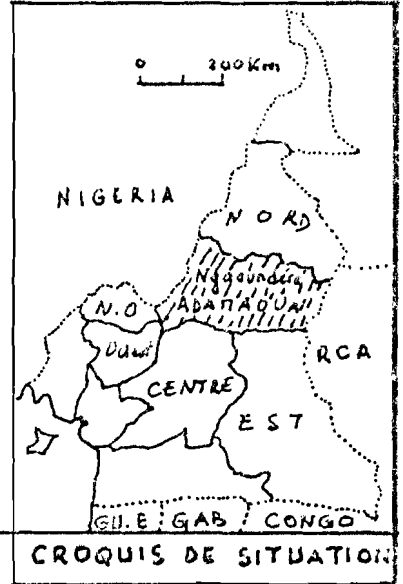 0 200Km
NIGERIA
NORD
Ngaoundéré
ADAMAOUA
N.O
Ouest
RCA
CENTRE
EST
GU.E GAB CONGO
CROQUIS DE SITUATION